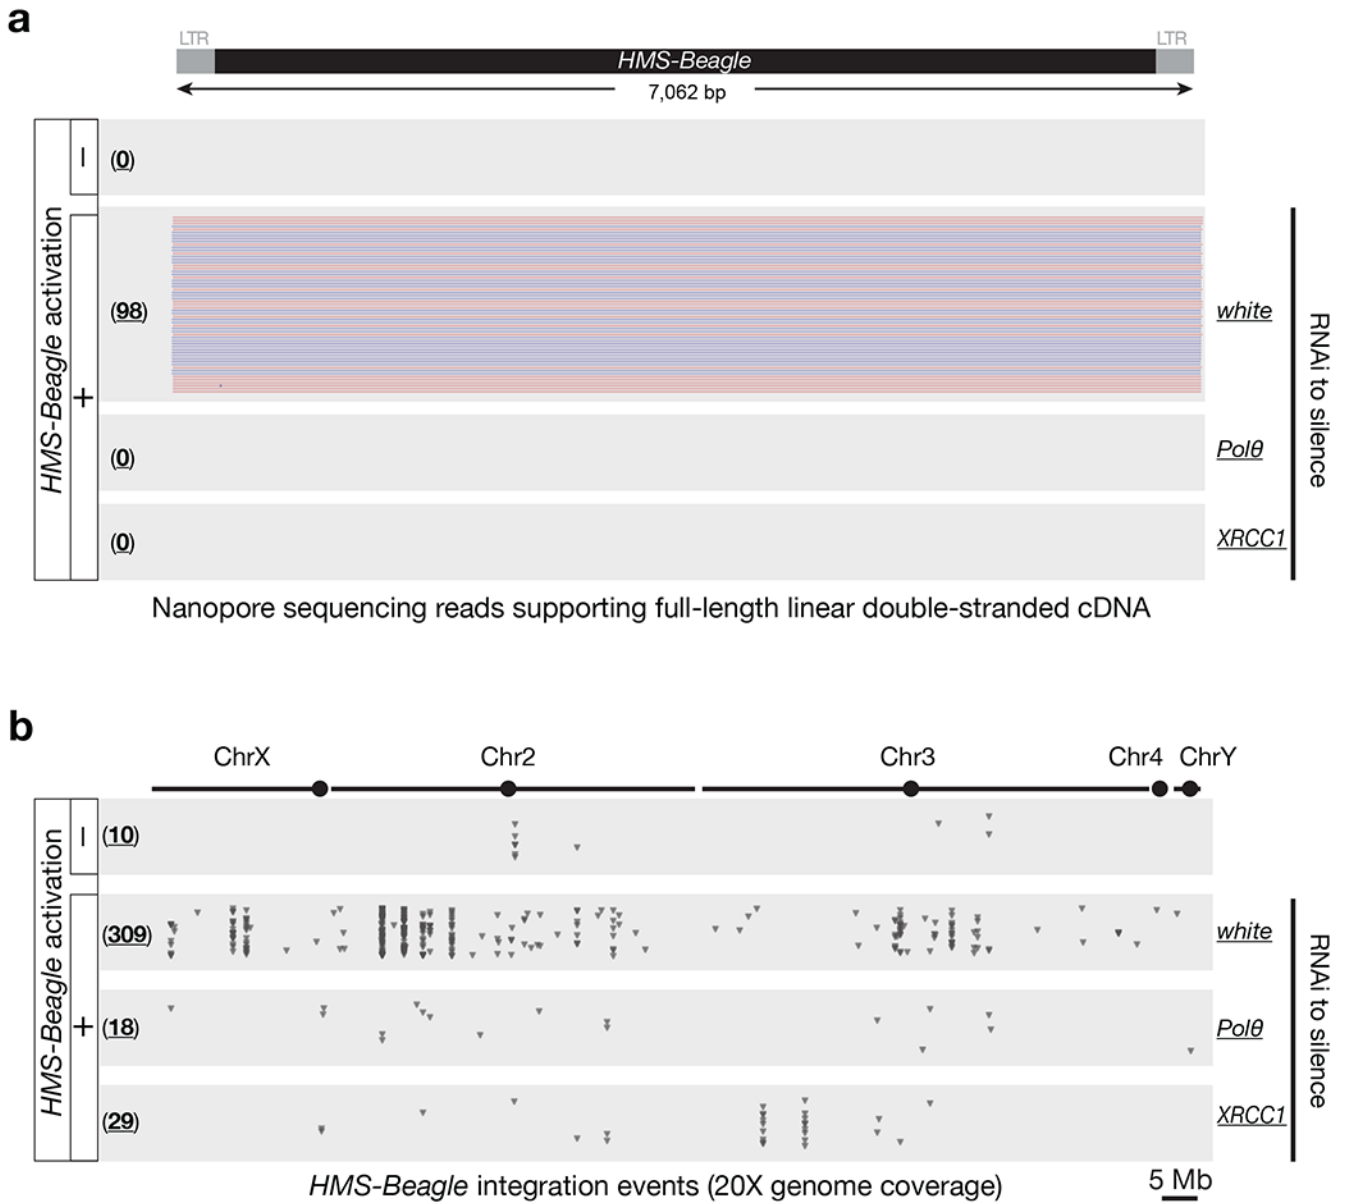 a
LTR
LTR
HMS-Beagle
7,062 bp
HMS-Beagle activation
–
(0)
+
(98)
white
(0)
Polθ
(0)
XRCC1
RNAi to silence
Nanopore sequencing reads supporting full-length linear double-stranded cDNA
b
ChrX
Chr2
Chr3
Chr4
ChrY
HMS-Beagle activation
–
(10)
+
(309)
white
(18)
Polθ
(29)
XRCC1
RNAi to silence
HMS-Beagle integration events (20X genome coverage)
5 Mb